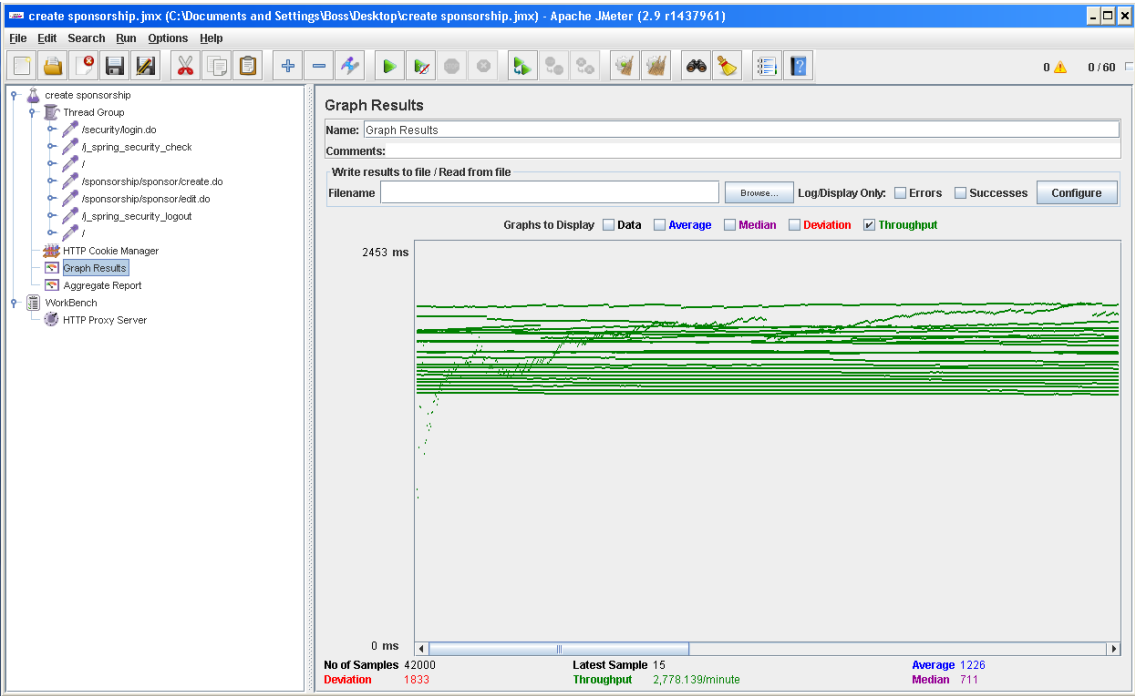 create sponsorship.jmx (C:\Documents and Settings\Boss\Desktop\create sponsorship.jmx) - Apache JMeter (2.9 r1437961)
File Edit Search Run Options Help
0 0 / 60
create sponsorship
Thread Group
/security/login.do
/j_spring_security_check
/
/sponsorship/sponsor/create.do
/sponsorship/sponsor/edit.do
/j_spring_security_logout
/
HTTP Cookie Manager
Graph Results
Aggregate Report
WorkBench
HTTP Proxy Server
Graph Results
Name: Graph Results
Comments:
Write results to file / Read from file
Filename Browse... Log/Display Only: Errors Successes Configure
Graphs to Display Data Average Median Deviation Throughput
2453 ms
0 ms
No of Samples 42000 Latest Sample 15 Average 1226
Deviation 1833 Throughput 2,778.139/minute Median 711